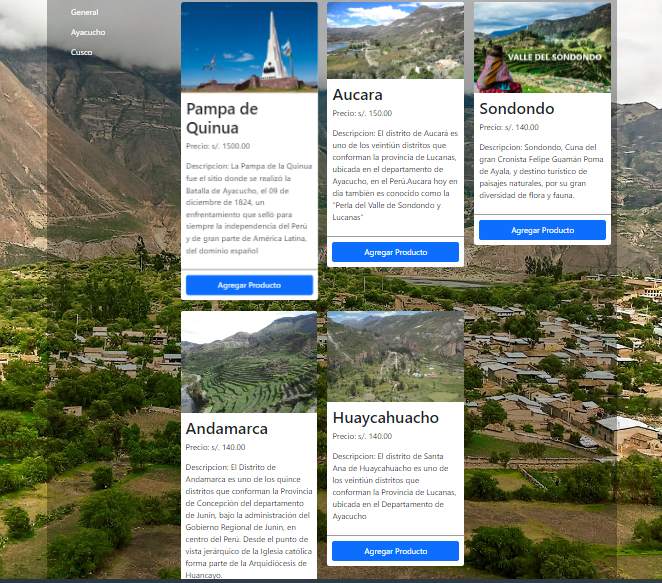 General
Ayacucho
Cusco
Pampa de
Quinua
Precio: s/. 1500.00
Descripcion: La Pampa de la Quinua
fue el sitio donde se realizó la
Batalla de Ayacucho, el 09 de
diciembre de 1824, un
enfrentamiento que selló para
siempre la independencia del Perú
y de gran parte de América Latina,
del dominio español
Agregar Producto
Aucara
Precio: s/. 150.00
Descripcion: El distrito de Aucará es
uno de los veintiún distritos que
conforman la provincia de Lucanas,
ubicada en el departamento de
Ayacucho, en el Perú.Aucara hoy en
día también es conocido como la
"Perla del Valle de Sondondo y
Lucanas"
Agregar Producto
VALLE DEL SONDONDO
Sondondo
Precio: s/. 140.00
Descripcion: Sondondo, Cuna del
gran Cronista Felipe Guamán Poma
de Ayala, y destino turístico de
paisajes naturales, por su gran
diversidad de flora y fauna.
Agregar Producto
Andamarca
Precio: s/. 140.00
Descripcion: El Distrito de
Andamarca es uno de los quince
distritos que conforman la Provincia
de Concepción del departamento
de Junín, bajo la administración del
Gobierno Regional de Junín, en
centro del Perú. Desde el punto de
vista jerárquico de la Iglesia católica
forma parte de la Arquidiócesis de
Huancayo.
Huaycahuacho
Precio: s/. 140.00
Descripcion: El distrito de Santa
Ana de Huaycahuacho es uno de
los veintiún distritos que
conforman la Provincia de Lucanas,
ubicada en el Departamento de
Ayacucho
Agregar Producto